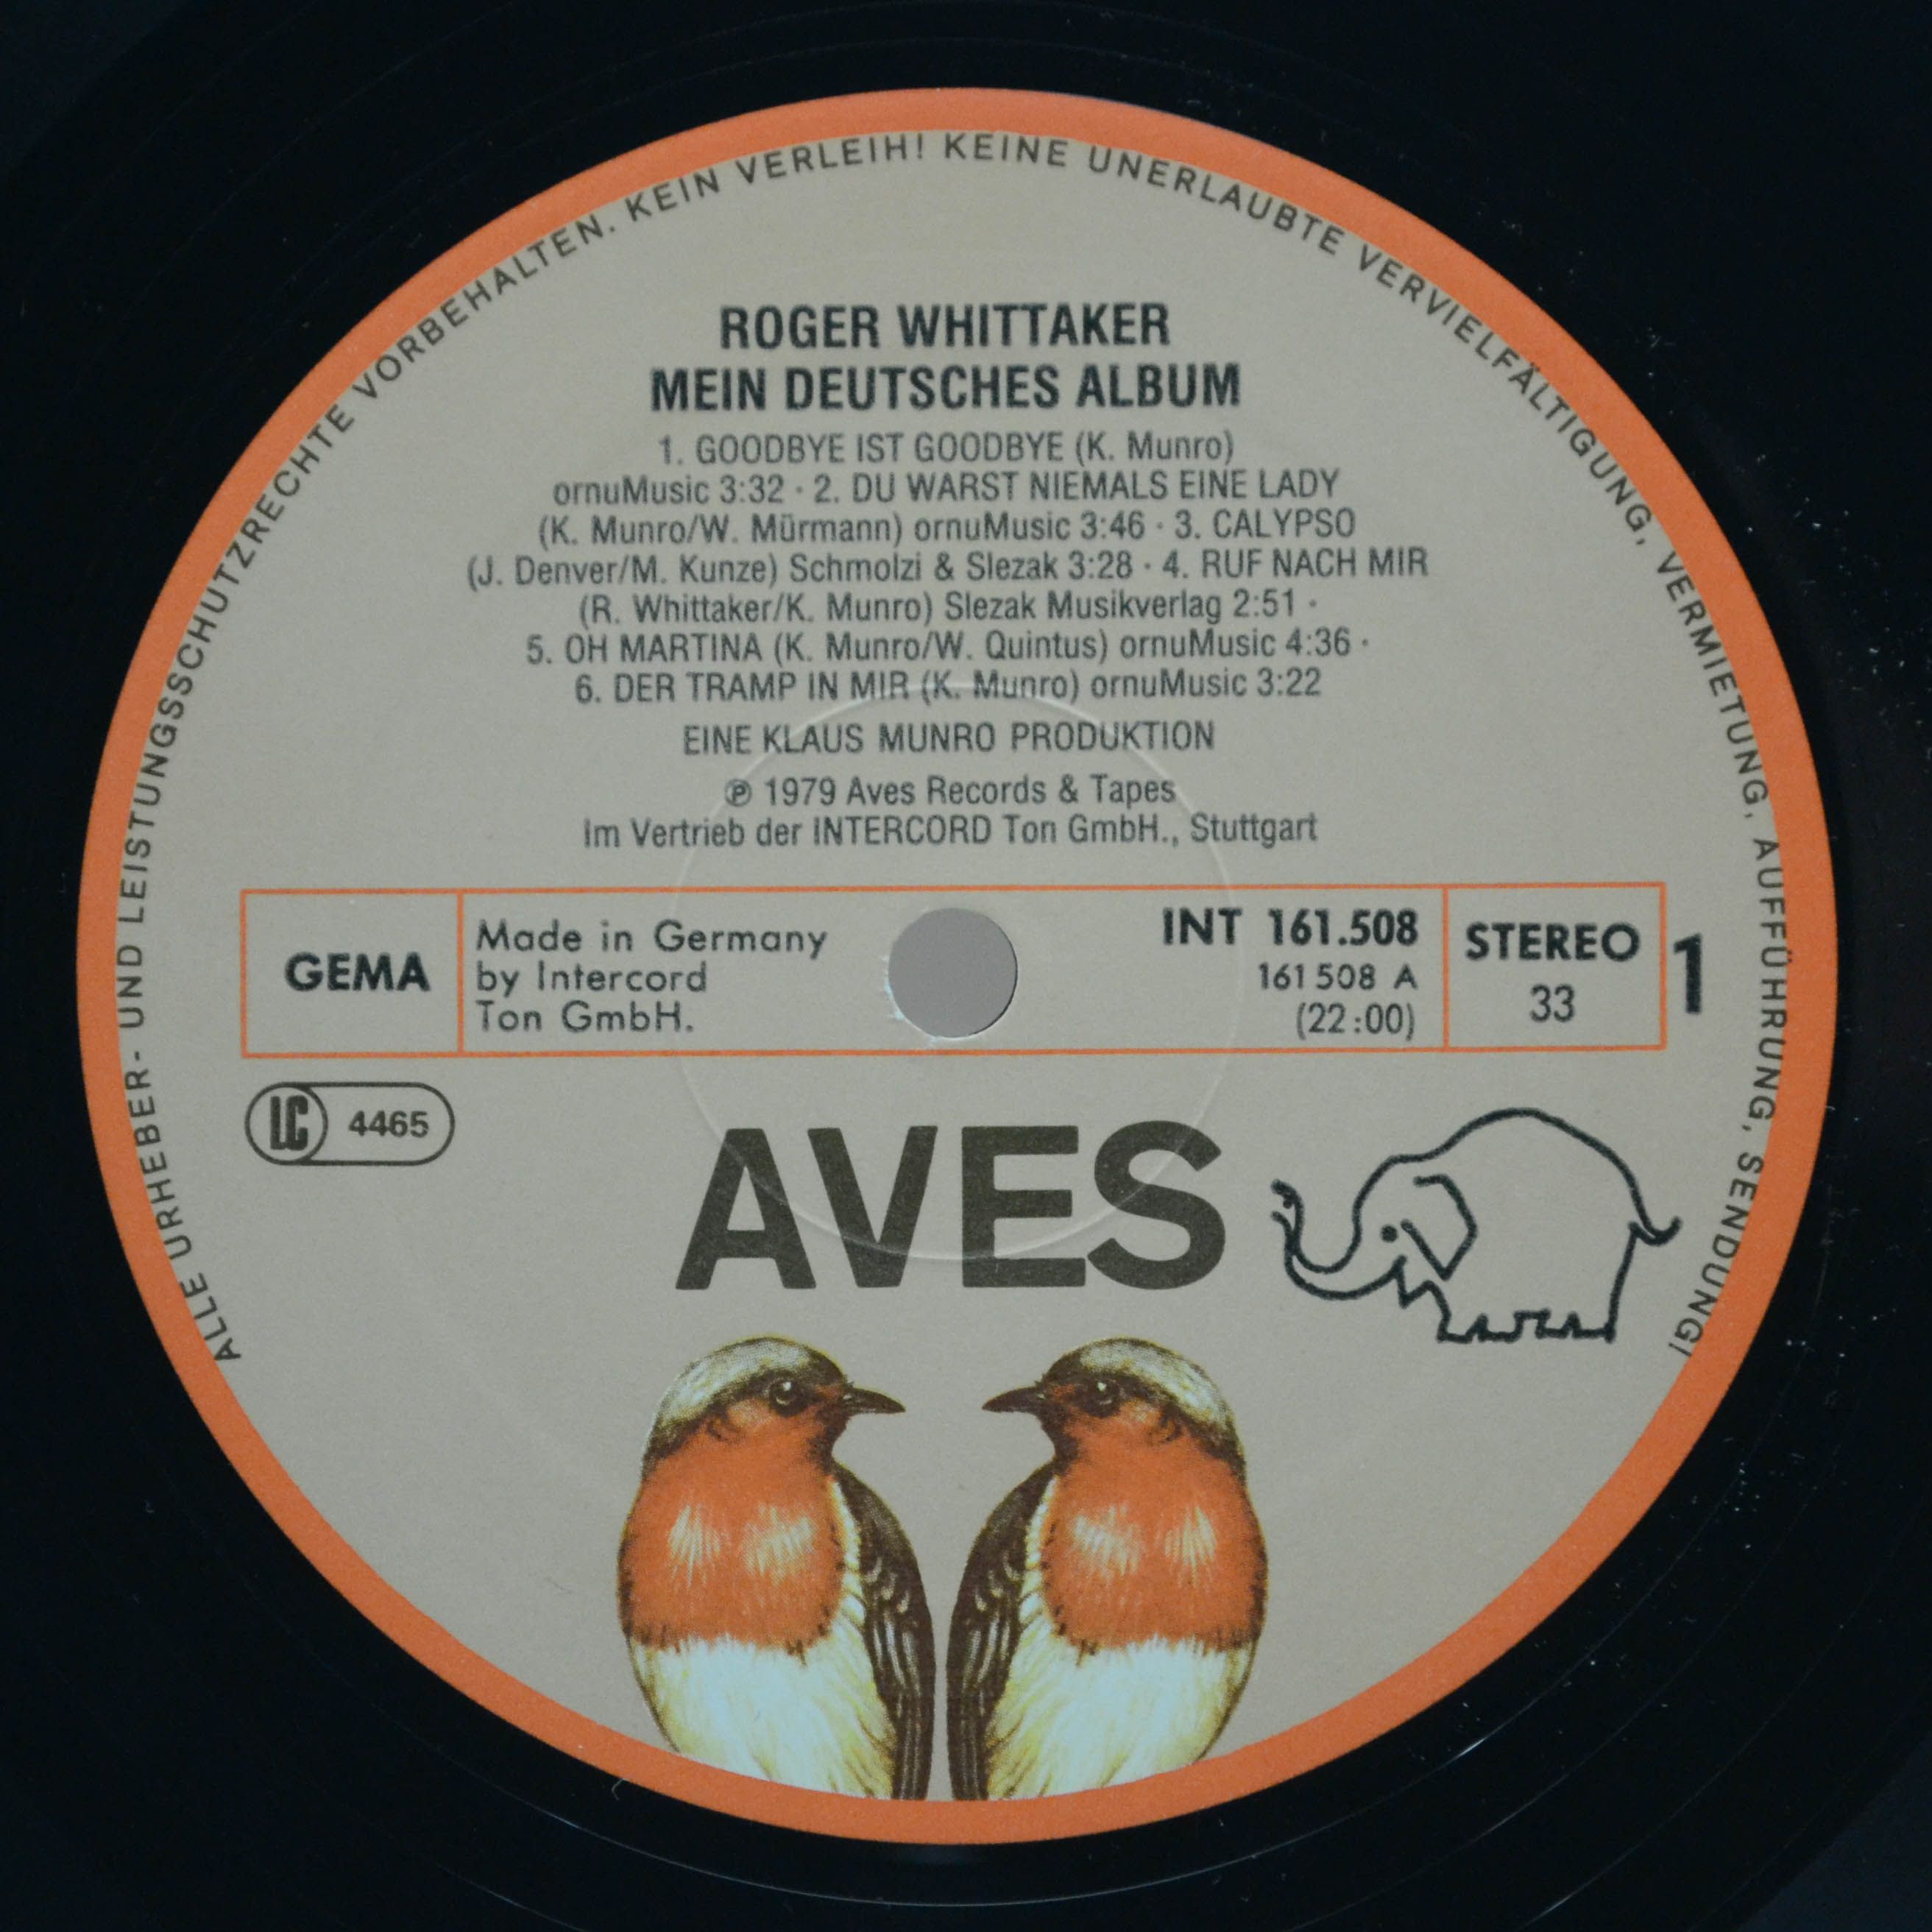 ALLE URHEBER- UND LEISTUNGSSCHUTZRECHTE VORBEHALTEN. KEIN VERLEIH! KEINE UNERLAUBTE VERVIELFÄLTIGUNG, VERMIETUNG, AUFFÜHRUNG, SENDUNG!
ROGER WHITTAKER
MEIN DEUTSCHES ALBUM
1. GOODBYE IST GOODBYE (K. Munro)
ornuMusic 3:32 · 2. DU WARST NIEMALS EINE LADY
(K. Munro/W. Mürmann) ornuMusic 3:46 · 3. CALYPSO
(J. Denver/M. Kunze) Schmolzi & Slezak 3:28 · 4. RUF NACH MIR
(R. Whittaker/K. Munro) Slezak Musikverlag 2:51 ·
5. OH MARTINA (K. Munro/W. Quintus) ornuMusic 4:36 ·
6. DER TRAMP IN MIR (K. Munro) ornuMusic 3:22
EINE KLAUS MUNRO PRODUKTION
℗ 1979 Aves Records & Tapes
Im Vertrieb der INTERCORD Ton GmbH., Stuttgart
GEMA
Made in Germany
by Intercord
Ton GmbH.
INT 161.508
161 508 A
(22:00)
STEREO
33
1
LC 4465
AVES